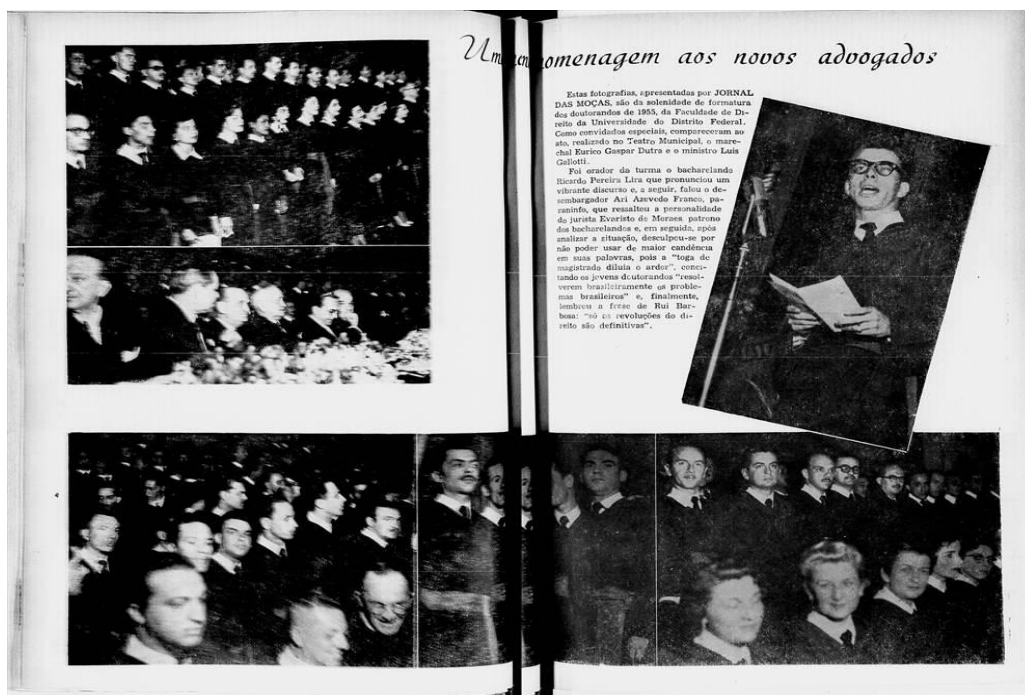 Uma homenagem aos novos advogados
Estas fotografias, apresentadas por JORNAL
DAS MOÇAS, são da solenidade de formatura
dos doutorandos de 1955, da Faculdade de Di-
reito da Universidade do Distrito Federal.
Como convidados especiais, compareceram ao
ato, realizado no Teatro Municipal, o mare-
chal Eurico Gaspar Dutra e o ministro Luis
Gallotti.
Foi orador da turma o bacharelando
Ricardo Pereira Lira que pronunciou um
vibrante discurso e, a seguir, falou o de-
sembargador Ari Azevedo Franco, pa-
raninfo, que ressalteu a personalidade
do jurista Evaristo de Moraes, patrono
dos bacharelandos e, em seguida, após
analizar a situação, desculpou-se por
não poder usar de maior candência
em suas palavras, pois a "toga de
magistrado diluia o ardor", conci-
tando os jovens doutorandos "resol-
verem brasileiramente os proble-
mas brasileiros" e, finalmente,
lembrou a frase de Rui Bar-
bosa: "só as revoluções do di-
reito são definitivas".